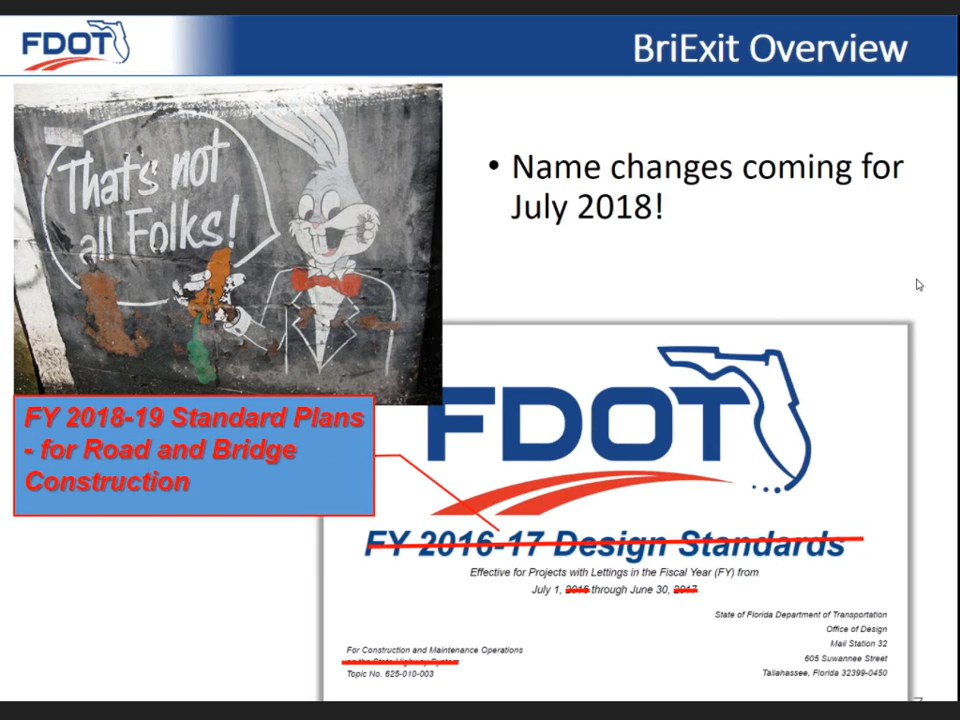 FDOT
BriExit Overview
That's not
all Folks!
• Name changes coming for
July 2018!
FY 2018-19 Standard Plans
- for Road and Bridge
Construction
FDOT
FY 2016-17 Design Standards
Effective for Projects with Lettings in the Fiscal Year (FY) from
July 1, 2016 through June 30, 2017
State of Florida Department of Transportation
Office of Design
Mail Station 32
605 Suwannee Street
Tallahassee, Florida 32399-0450
For Construction and Maintenance Operations
on the State Highway System
Topic No. 625-010-003